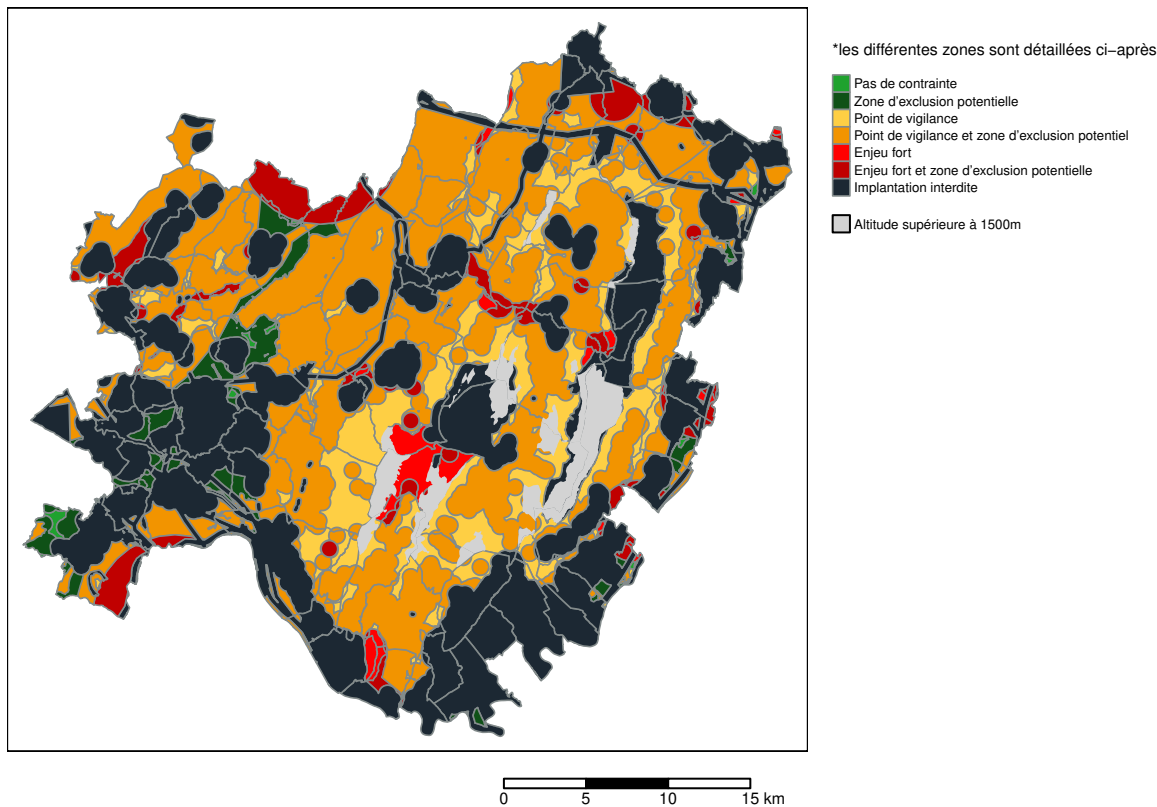 *les différentes zones sont détaillées ci-après
Pas de contrainte
Zone d'exclusion potentielle
Point de vigilance
Point de vigilance et zone d'exclusion potentiel
Enjeu fort
Enjeu fort et zone d'exclusion potentielle
Implantation interdite
Altitude supérieure à 1500m
0 5 10 15 km